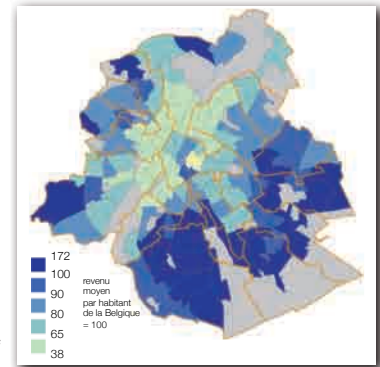 172
100
90
80
65
38
revenu
moyen
par habitant
de la Belgique
= 100